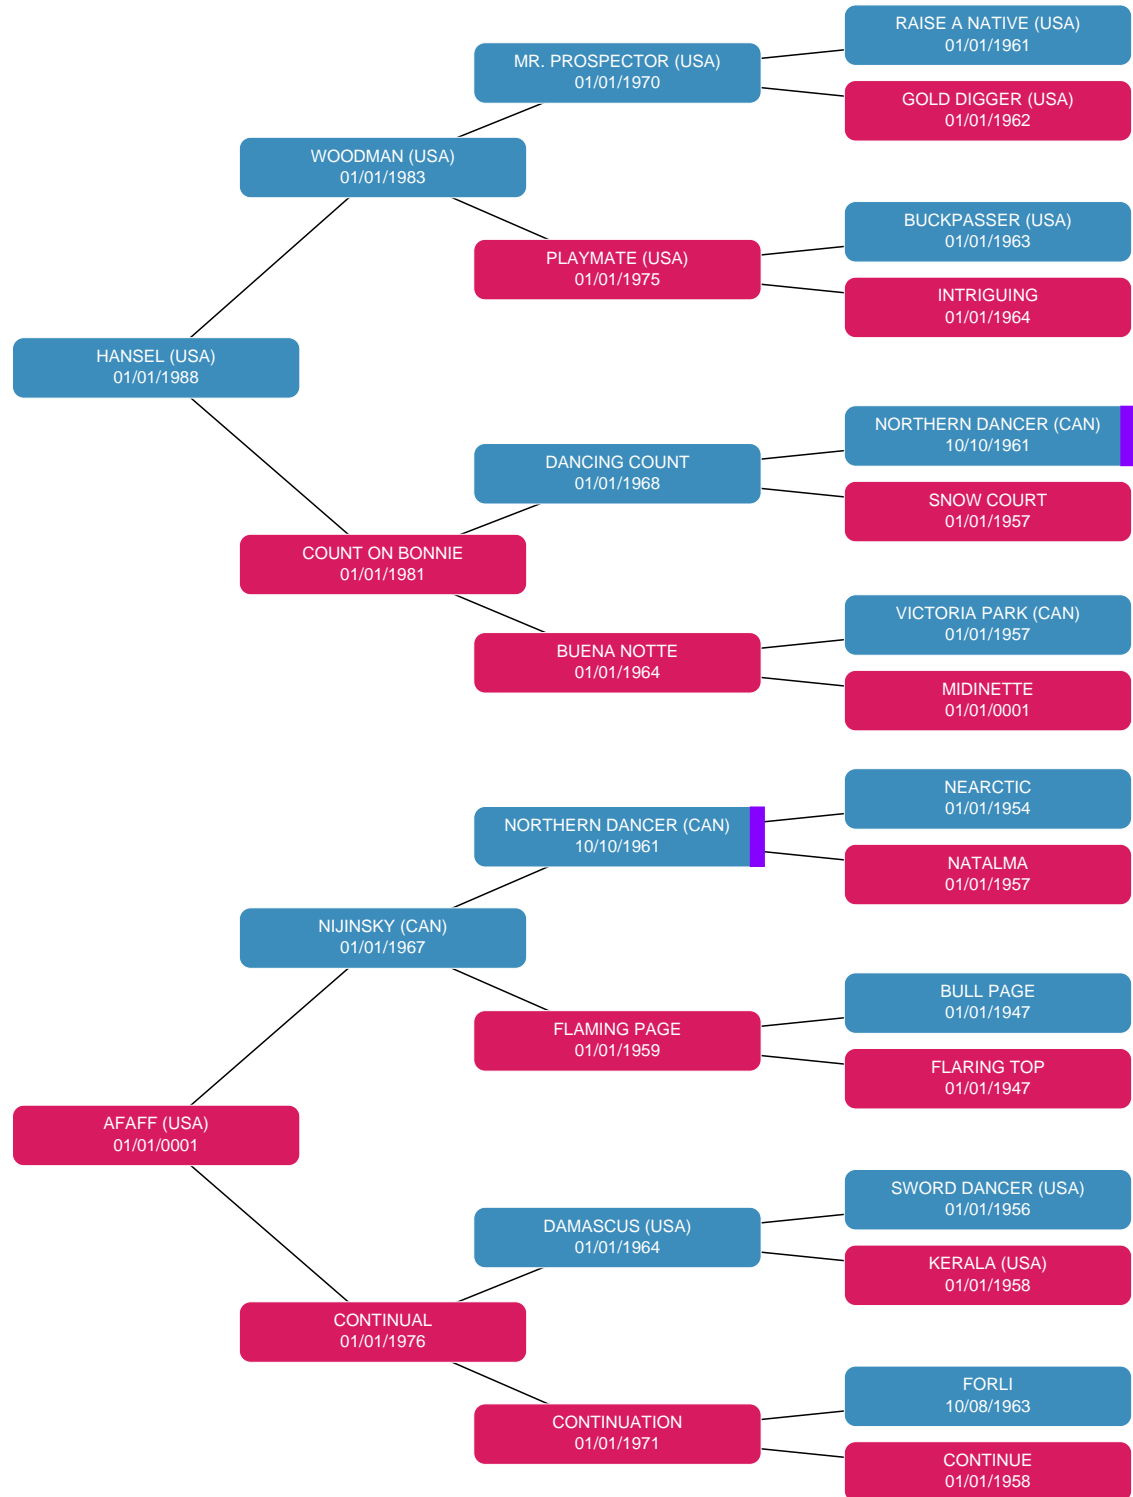 RAISE A NATIVE (USA)
01/01/1961
MR. PROSPECTOR (USA)
01/01/1970
GOLD DIGGER (USA)
01/01/1962
WOODMAN (USA)
01/01/1983
BUCKPASSER (USA)
01/01/1963
PLAYMATE (USA)
01/01/1975
INTRIGUING
01/01/1964
HANSEL (USA)
01/01/1988
NORTHERN DANCER (CAN)
10/10/1961
DANCING COUNT
01/01/1968
SNOW COURT
01/01/1957
COUNT ON BONNIE
01/01/1981
VICTORIA PARK (CAN)
01/01/1957
BUENA NOTTE
01/01/1964
MIDINETTE
01/01/0001
NEARCTIC
01/01/1954
NORTHERN DANCER (CAN)
10/10/1961
NATALMA
01/01/1957
NIJINSKY (CAN)
01/01/1967
BULL PAGE
01/01/1947
FLAMING PAGE
01/01/1959
FLARING TOP
01/01/1947
AFAFF (USA)
01/01/0001
SWORD DANCER (USA)
01/01/1956
DAMASCUS (USA)
01/01/1964
KERALA (USA)
01/01/1958
CONTINUAL
01/01/1976
FORLI
10/08/1963
CONTINUATION
01/01/1971
CONTINUE
01/01/1958